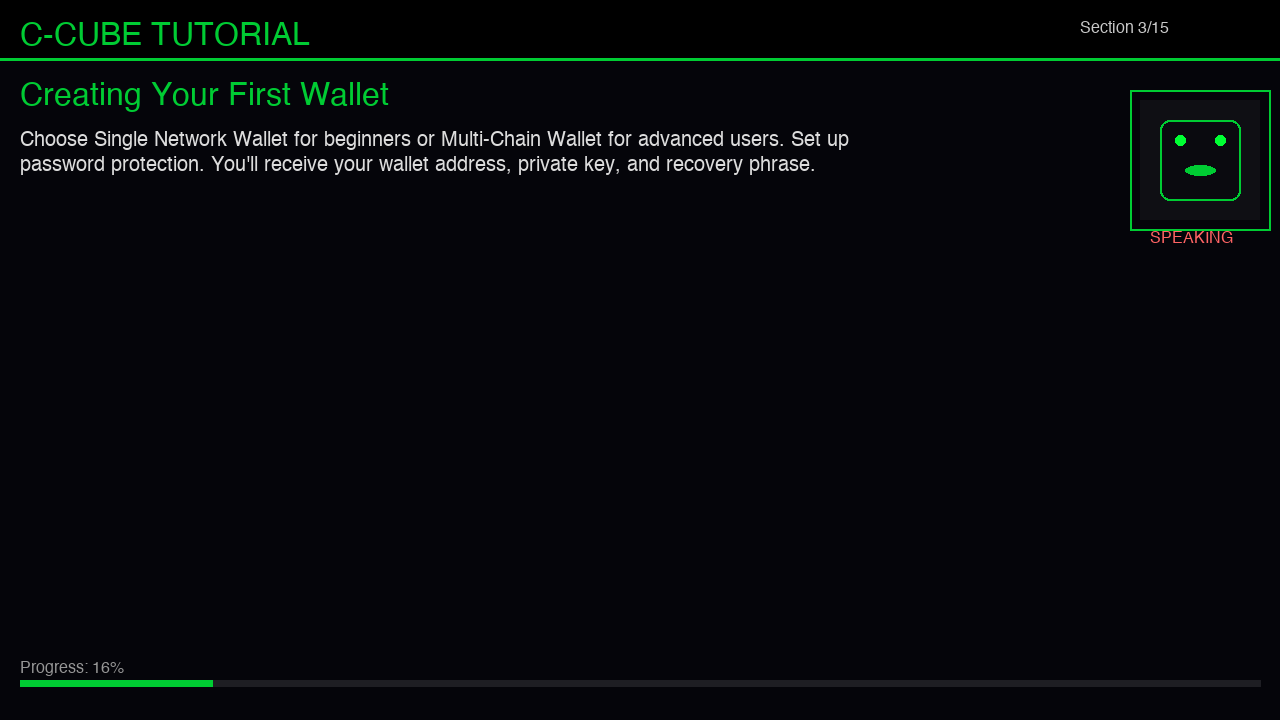 C-CUBE TUTORIAL
Section 3/15
Creating Your First Wallet
Choose Single Network Wallet for beginners or Multi-Chain Wallet for advanced users. Set up
password protection. You'll receive your wallet address, private key, and recovery phrase.
SPEAKING
Progress: 16%